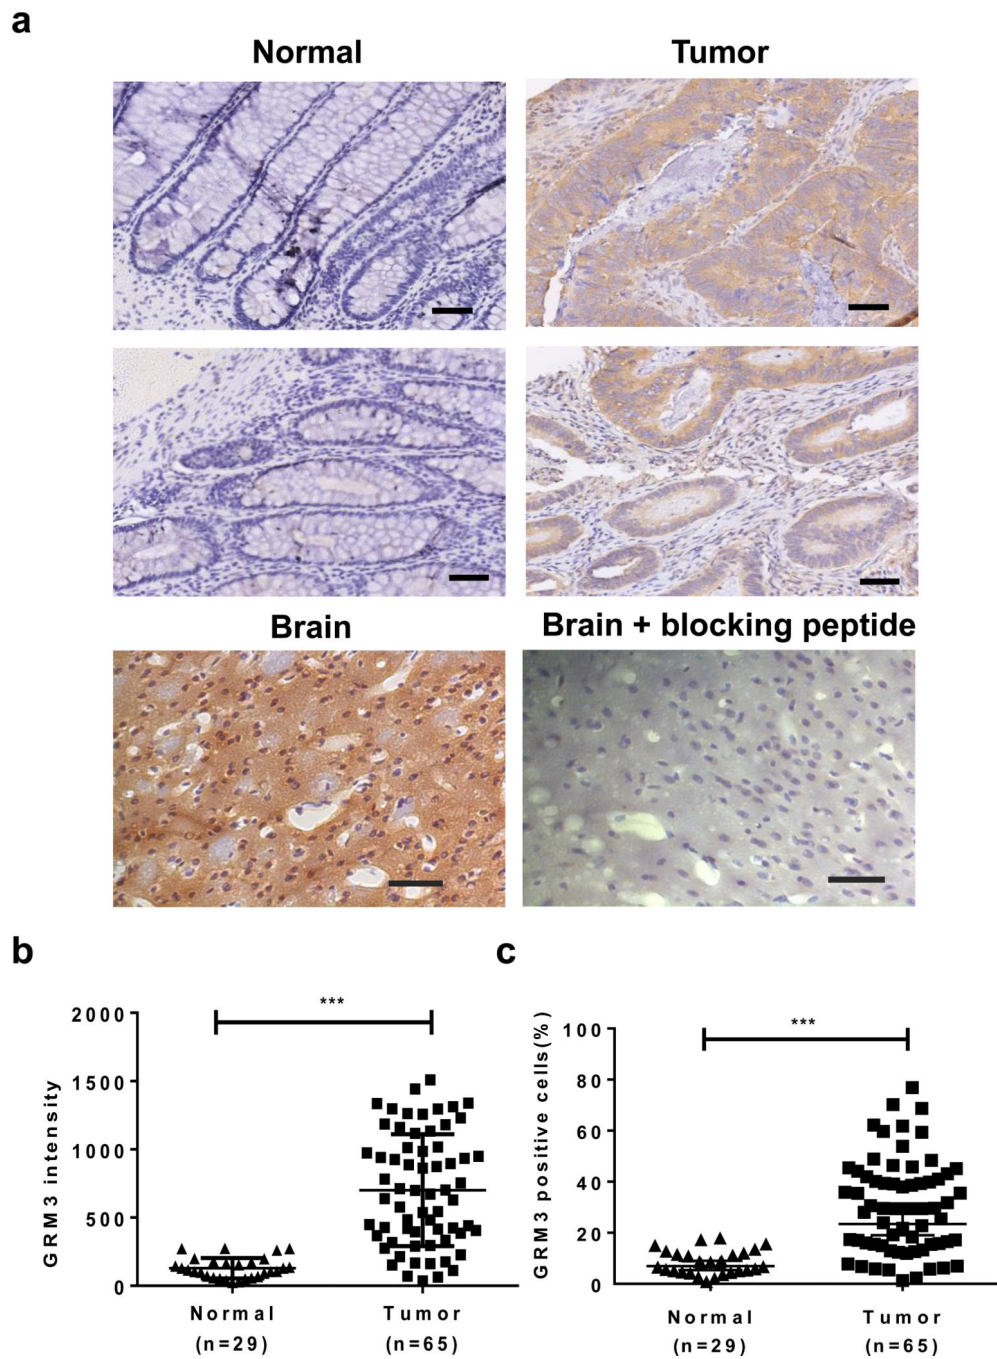 a
Normal
Tumor
Brain
Brain + blocking peptide
b
GRM3 intensity
2000
1500
1000
500
0
***
Normal
(n=29)
Tumor
(n=65)
c
GRM3 positive cells(%)
100
80
60
40
20
0
***
Normal
(n=29)
Tumor
(n=65)